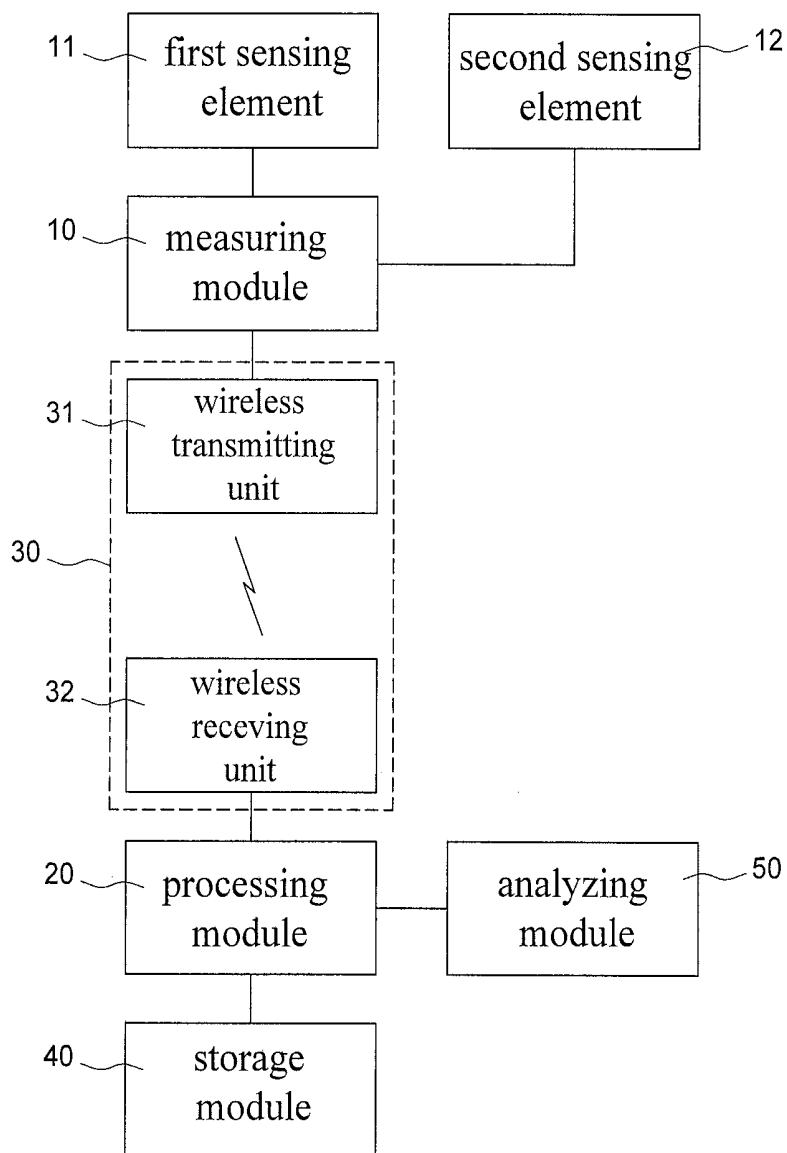 11
first sensing
element
second sensing
element
12
10
measuring
module
31
wireless
transmitting
unit
30
32
wireless
receving
unit
20
processing
module
analyzing
module
50
40
storage
module